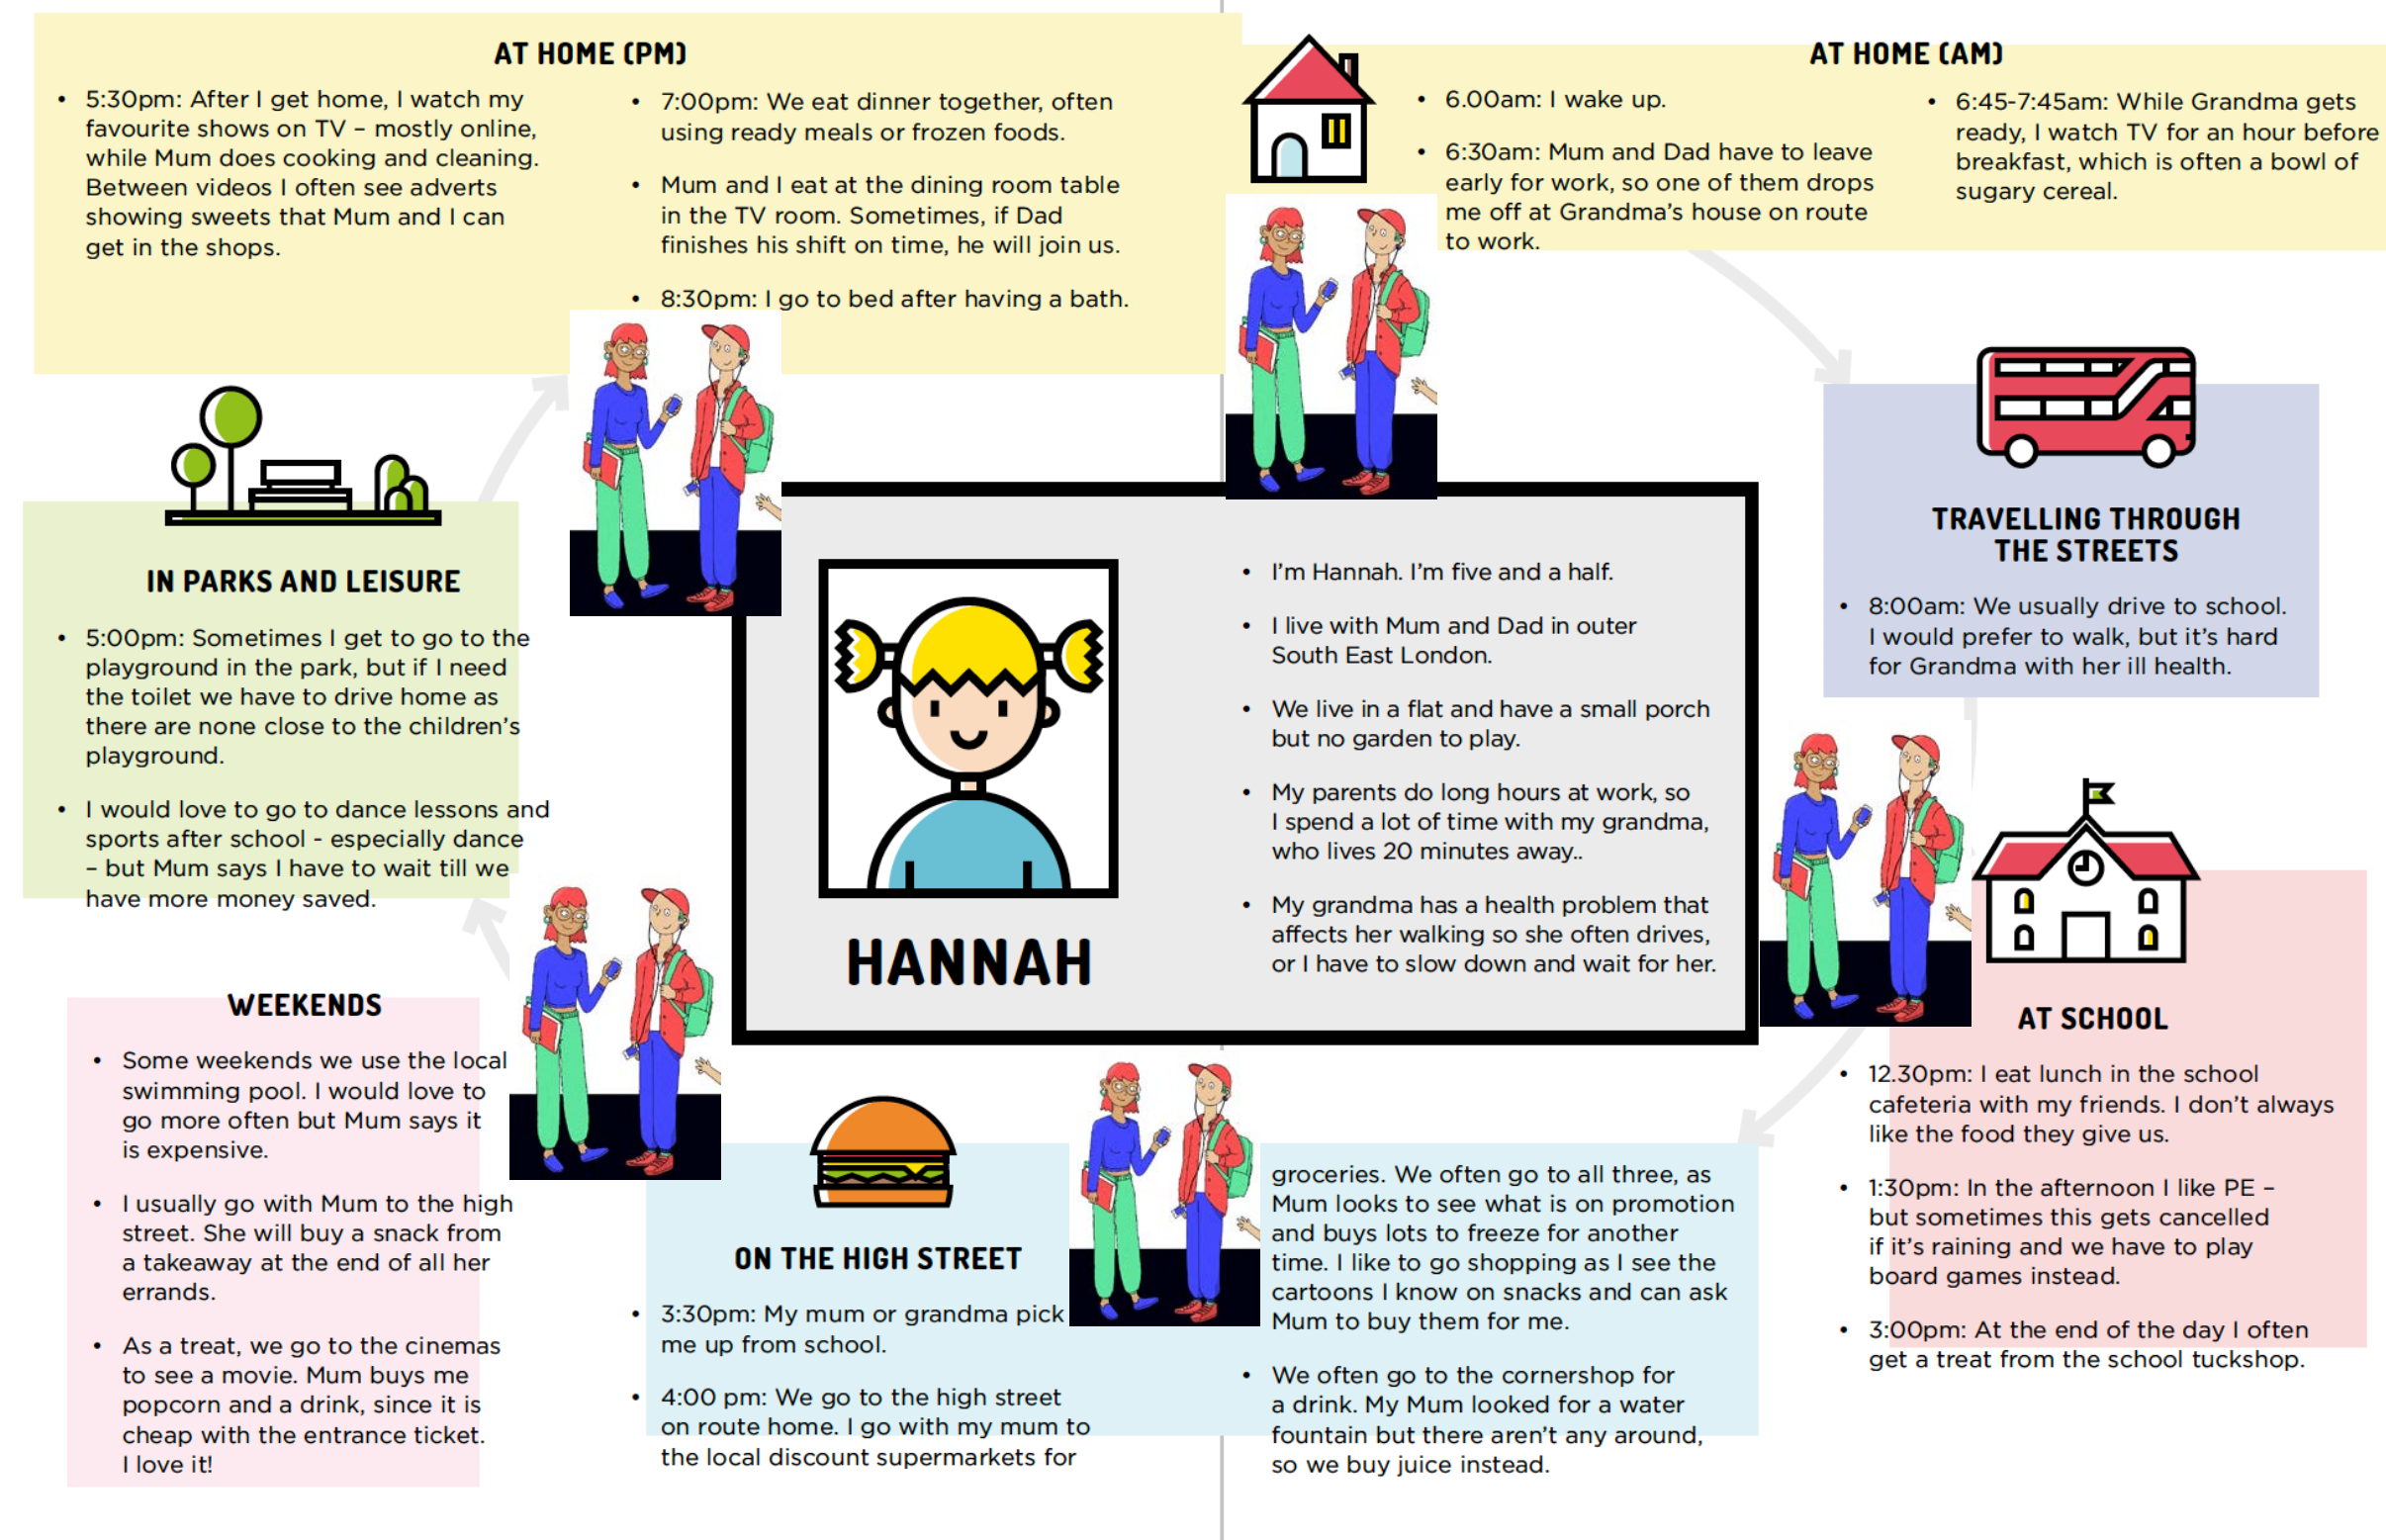 AT HOME (PM)
• 5:30pm: After I get home, I watch my
favourite shows on TV – mostly online,
while Mum does cooking and cleaning.
Between videos I often see adverts
showing sweets that Mum and I can
get in the shops.
• 7:00pm: We eat dinner together, often
using ready meals or frozen foods.
• Mum and I eat at the dining room table
in the TV room. Sometimes, if Dad
finishes his shift on time, he will join us.
• 8:30pm: I go to bed after having a bath.
AT HOME (AM)
• 6.00am: I wake up.
• 6:30am: Mum and Dad have to leave
early for work, so one of them drops
me off at Grandma's house on route
to work.
• 6:45-7:45am: While Grandma gets
ready, I watch TV for an hour before
breakfast, which is often a bowl of
sugary cereal.
TRAVELLING THROUGH
THE STREETS
• 8:00am: We usually drive to school.
I would prefer to walk, but it's hard
for Grandma with her ill health.
IN PARKS AND LEISURE
• 5:00pm: Sometimes I get to go to the
playground in the park, but if I need
the toilet we have to drive home as
there are none close to the children's
playground.
• I would love to go to dance lessons and
sports after school - especially dance
– but Mum says I have to wait till we
have more money saved.
HANNAH
• I'm Hannah. I'm five and a half.
• I live with Mum and Dad in outer
South East London.
• We live in a flat and have a small porch
but no garden to play.
• My parents do long hours at work, so
I spend a lot of time with my grandma,
who lives 20 minutes away..
• My grandma has a health problem that
affects her walking so she often drives,
or I have to slow down and wait for her.
AT SCHOOL
• 12.30pm: I eat lunch in the school
cafeteria with my friends. I don't always
like the food they give us.
• 1:30pm: In the afternoon I like PE –
but sometimes this gets cancelled
if it's raining and we have to play
board games instead.
• 3:00pm: At the end of the day I often
get a treat from the school tuckshop.
WEEKENDS
• Some weekends we use the local
swimming pool. I would love to
go more often but Mum says it
is expensive.
• I usually go with Mum to the high
street. She will buy a snack from
a takeaway at the end of all her
errands.
• As a treat, we go to the cinemas
to see a movie. Mum buys me
popcorn and a drink, since it is
cheap with the entrance ticket.
I love it!
ON THE HIGH STREET
• 3:30pm: My mum or grandma pick
me up from school.
• 4:00 pm: We go to the high street
on route home. I go with my mum to
the local discount supermarkets for
groceries. We often go to all three, as
Mum looks to see what is on promotion
and buys lots to freeze for another
time. I like to go shopping as I see the
cartoons I know on snacks and can ask
Mum to buy them for me.
• We often go to the cornershop for
a drink. My Mum looked for a water
fountain but there aren't any around,
so we buy juice instead.